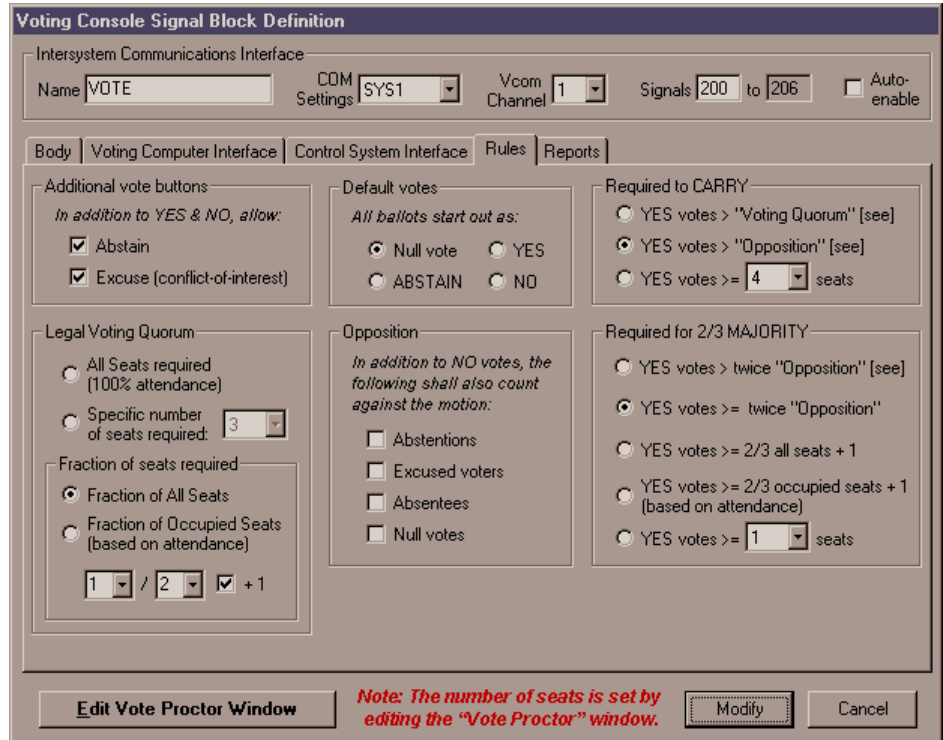 Voting Console Signal Block Definition
Intersystem Communications Interface
Name VOTE COM Settings SYS1 Vcom Channel 1 Signals 200 to 206 Auto-enable
Body Voting Computer Interface Control System Interface Rules Reports
Additional vote buttons
In addition to YES & NO, allow:
Abstain
Excuse (conflict-of-interest)
Default votes
All ballots start out as:
Null vote YES
ABSTAIN NO
Required to CARRY
YES votes > "Voting Quorum" [see]
YES votes > "Opposition" [see]
YES votes >= 4 seats
Legal Voting Quorum
All Seats required
(100% attendance)
Specific number
of seats required: 3
Fraction of seats required
Fraction of All Seats
Fraction of Occupied Seats
(based on attendance)
1 / 2 + 1
Opposition
In addition to NO votes, the
following shall also count
against the motion:
Abstentions
Excused voters
Absentees
Null votes
Required for 2/3 MAJORITY
YES votes > twice "Opposition" [see]
YES votes >= twice "Opposition"
YES votes >= 2/3 all seats + 1
YES votes >= 2/3 occupied seats + 1
(based on attendance)
YES votes >= 1 seats
Edit Vote Proctor Window
Note: The number of seats is set by
editing the “Vote Proctor” window.
Modify
Cancel